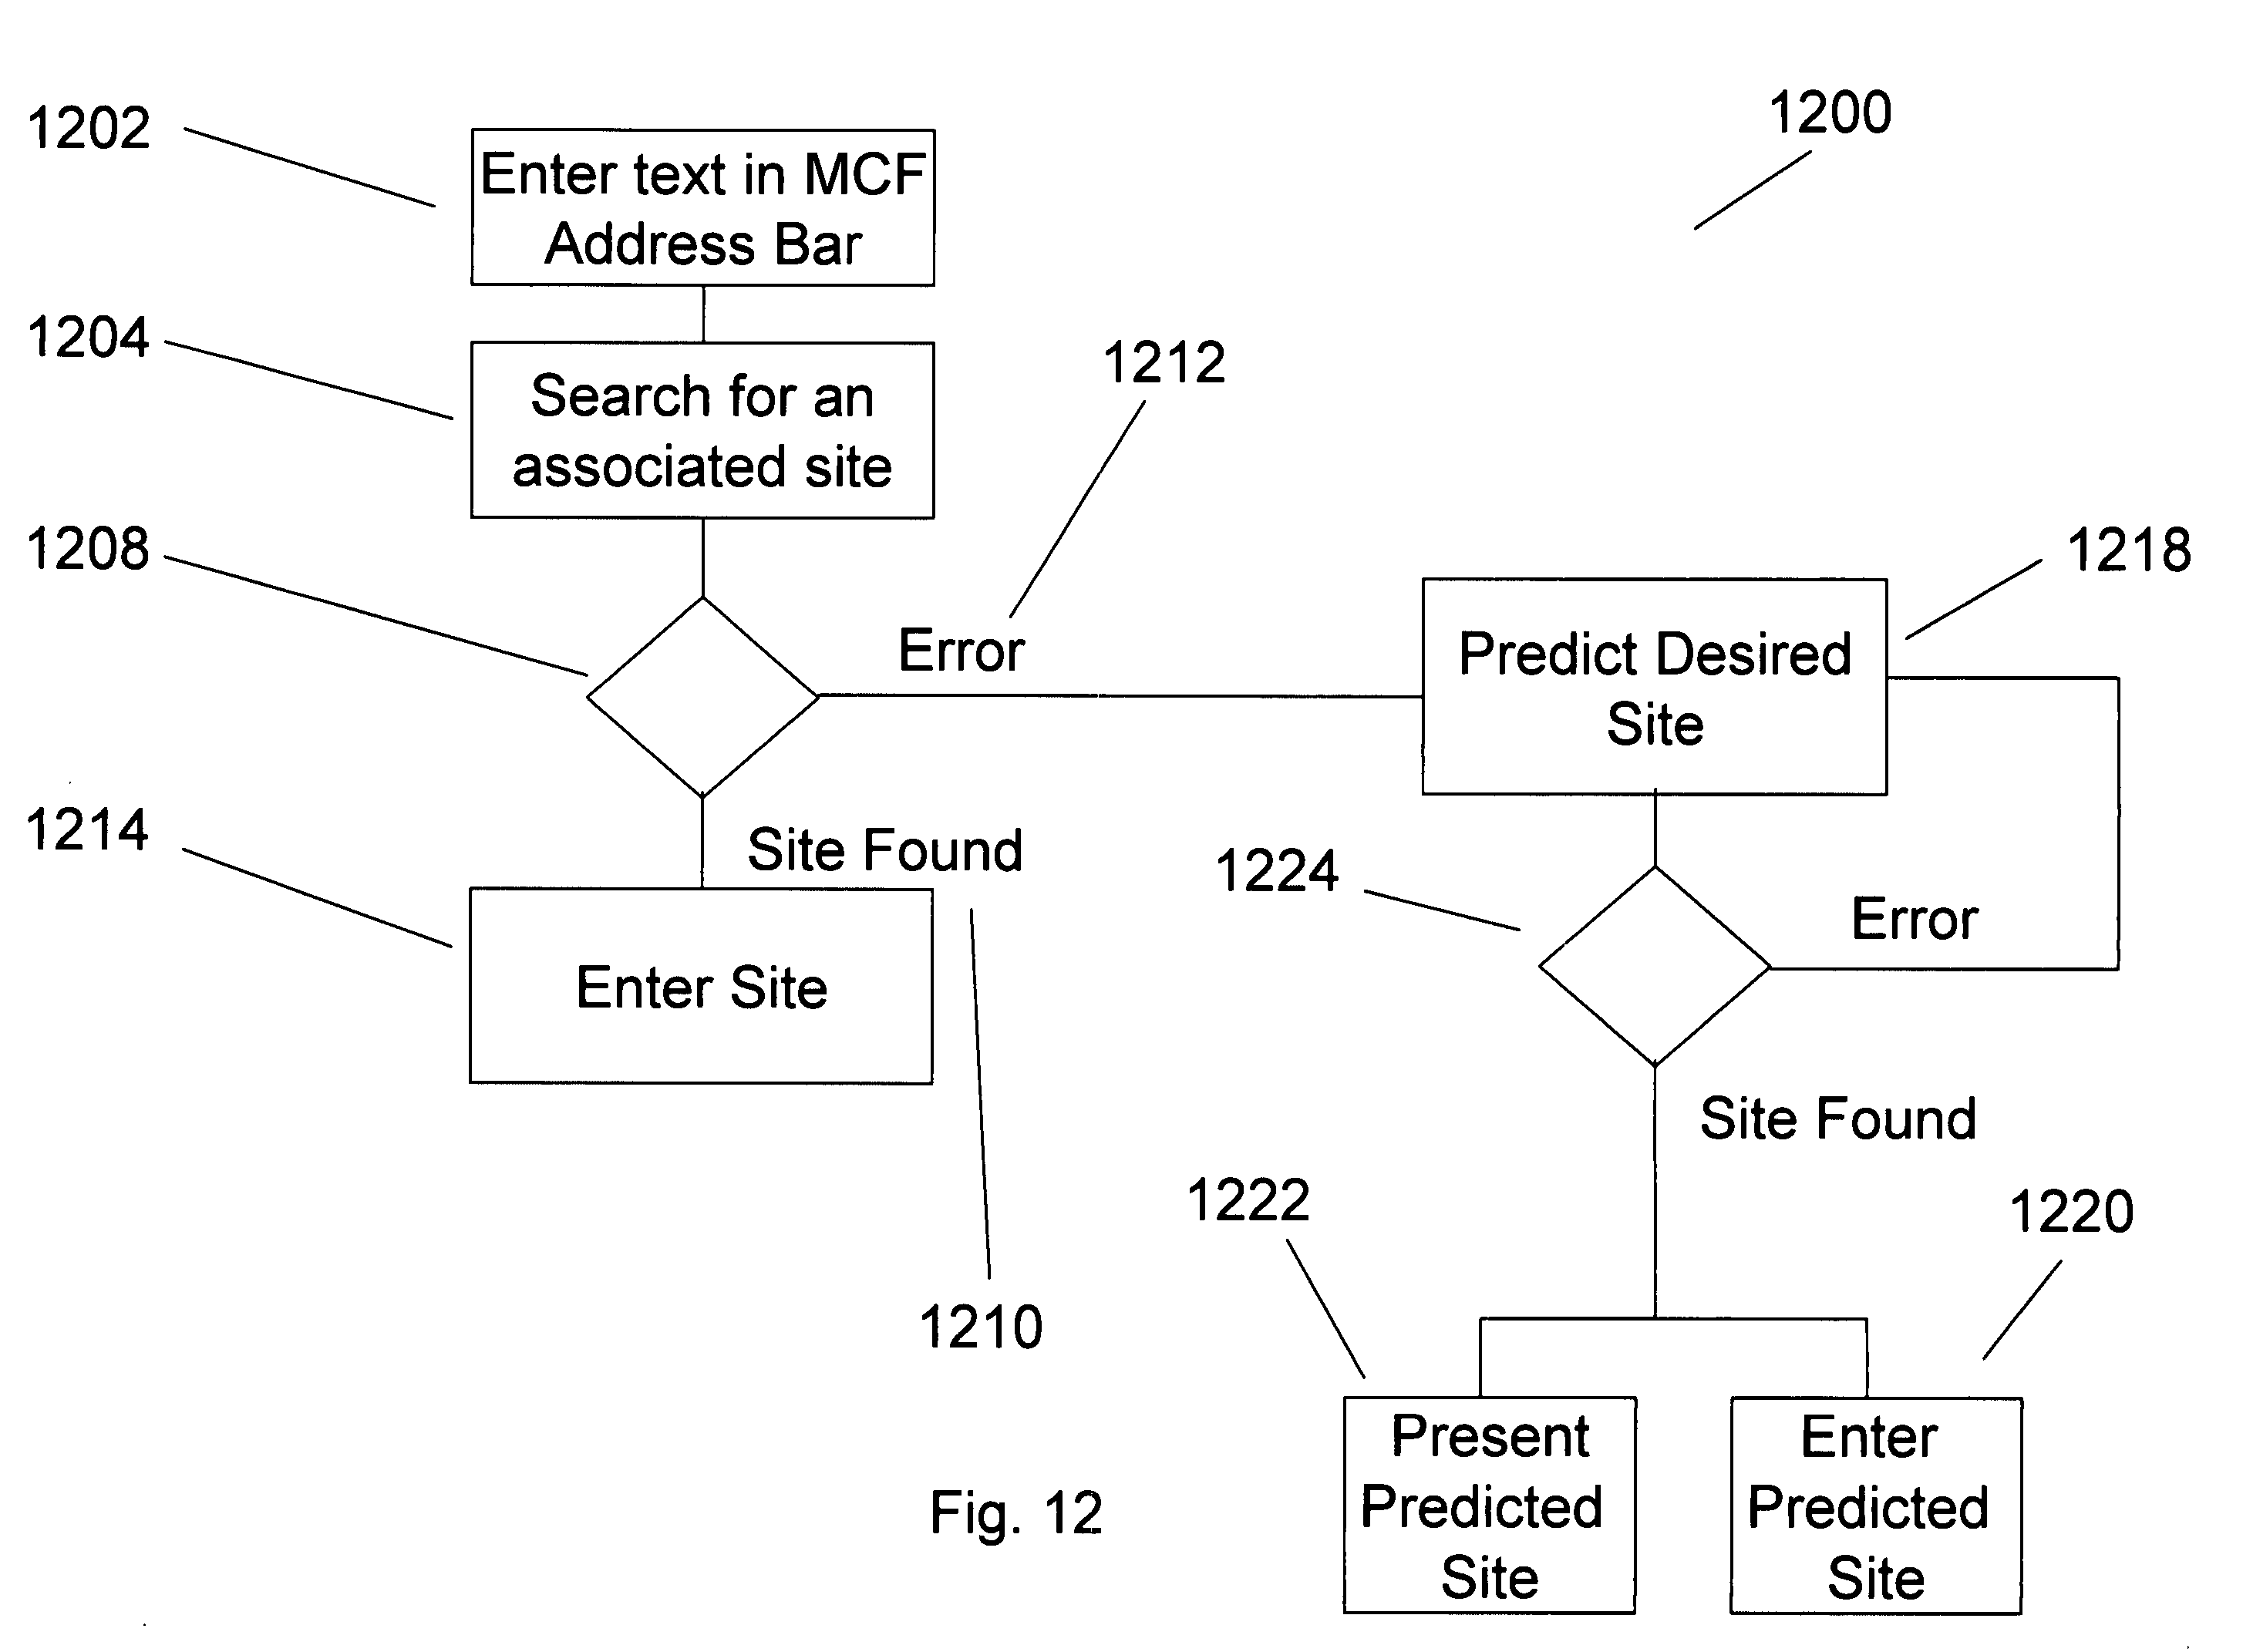 1200
1202
Enter text in MCF
Address Bar
1204
Search for an
associated site
1212
1208
Error
1218
Predict Desired
Site
1214
Site Found
1224
Error
Enter Site
Site Found
1210
1222
1220
Present
Predicted
Site
Enter
Predicted
Site
Fig. 12